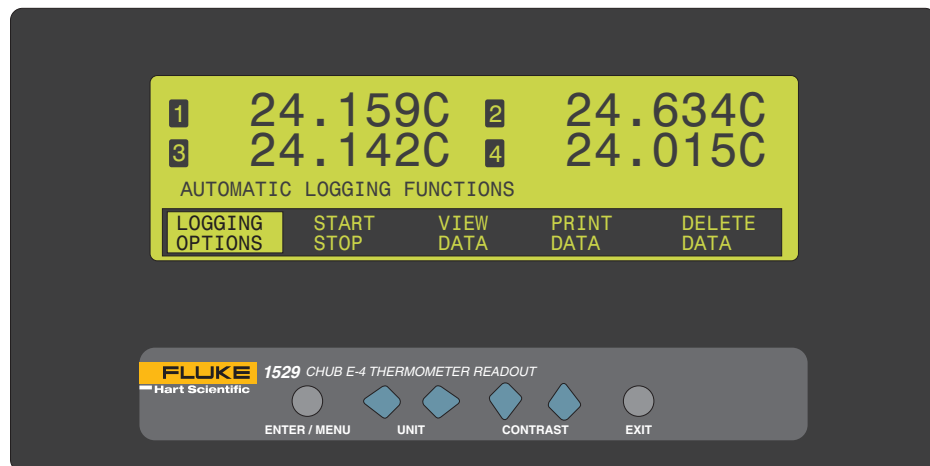 1 24.159C 2 24.634C
3 24.142C 4 24.015C
AUTOMATIC LOGGING FUNCTIONS
LOGGING START VIEW PRINT DELETE
OPTIONS STOP DATA DATA DATA
FLUKE 1529 CHUB E-4 THERMOMETER READOUT
Hart Scientific
ENTER / MENU UNIT CONTRAST EXIT